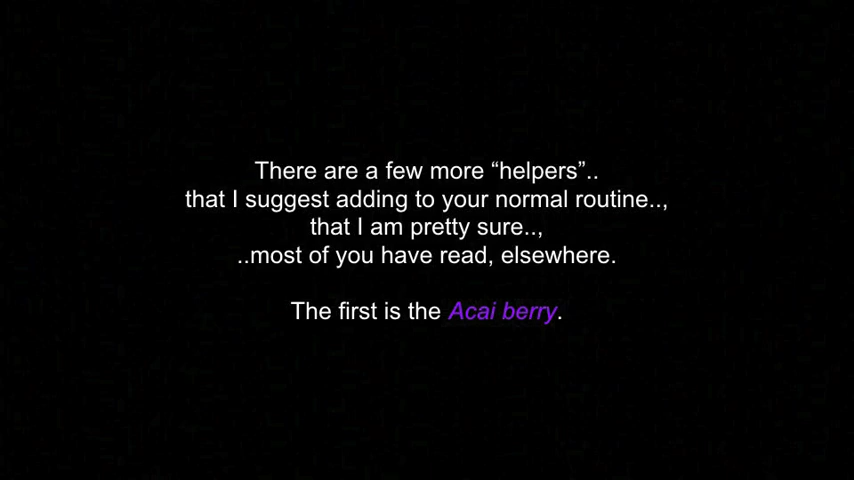 There are a few more “helpers”..
that I suggest adding to your normal routine..,
that I am pretty sure..,
..most of you have read, elsewhere.
The first is the Acai berry.